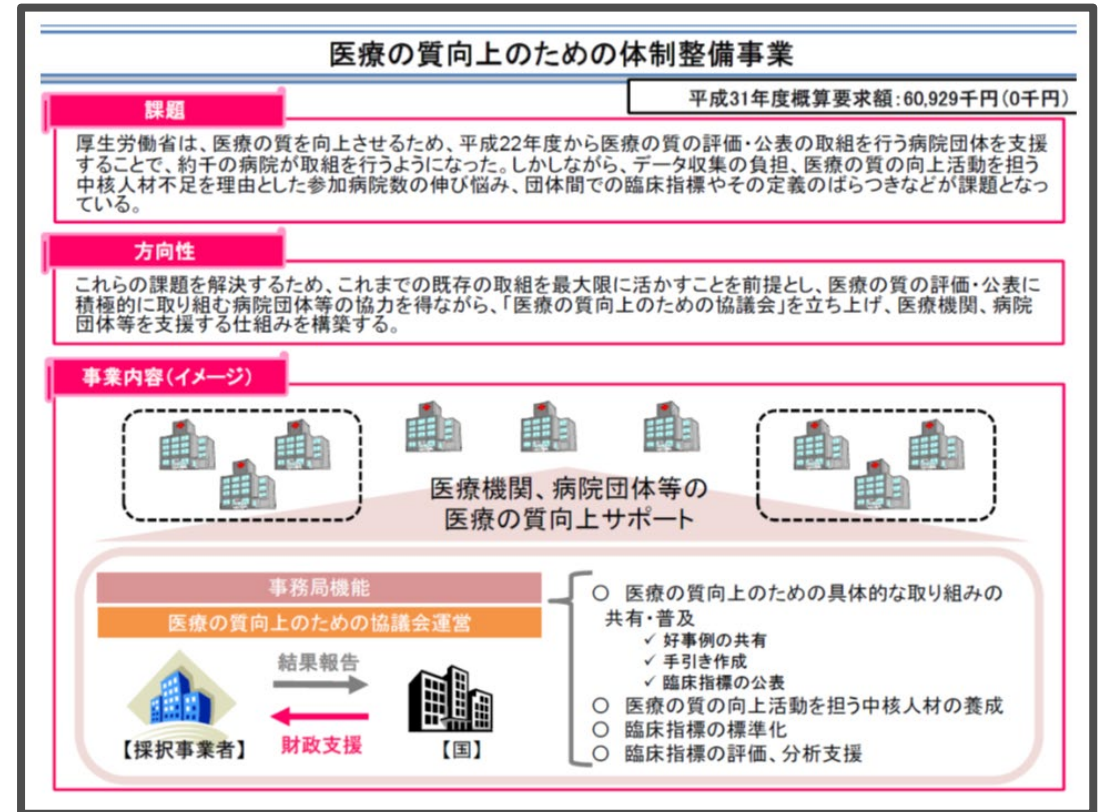 医療の質向上のための体制整備事業
平成31年度概算要求額:60,929千円(0千円)
課題
厚生労働省は、医療の質を向上させるため、平成22年度から医療の質の評価・公表の取組を行う病院団体を支援
することで、約千の病院が取組を行うようになった。しかしながら、データ収集の負担、医療の質の向上活動を担う
中核人材不足を理由とした参加病院数の伸び悩み、団体間での臨床指標やその定義のばらつきなどが課題となっ
ている。
方向性
これらの課題を解決するため、これまでの既存の取組を最大限に活かすことを前提とし、医療の質の評価・公表に
積極的に取り組む病院団体等の協力を得ながら、「医療の質向上のための協議会」を立ち上げ、医療機関、病院
団体等を支援する仕組みを構築する。
事業内容(イメージ)
医療機関、病院団体等の
医療の質向上サポート
事務局機能
医療の質向上のための協議会運営
結果報告
財政支援
【採択事業者】
【国】
○ 医療の質向上のための具体的な取り組みの
共有・普及
✓ 好事例の共有
✓ 手引き作成
✓ 臨床指標の公表
○ 医療の質の向上活動を担う中核人材の養成
○ 臨床指標の標準化
○ 臨床指標の評価、分析支援